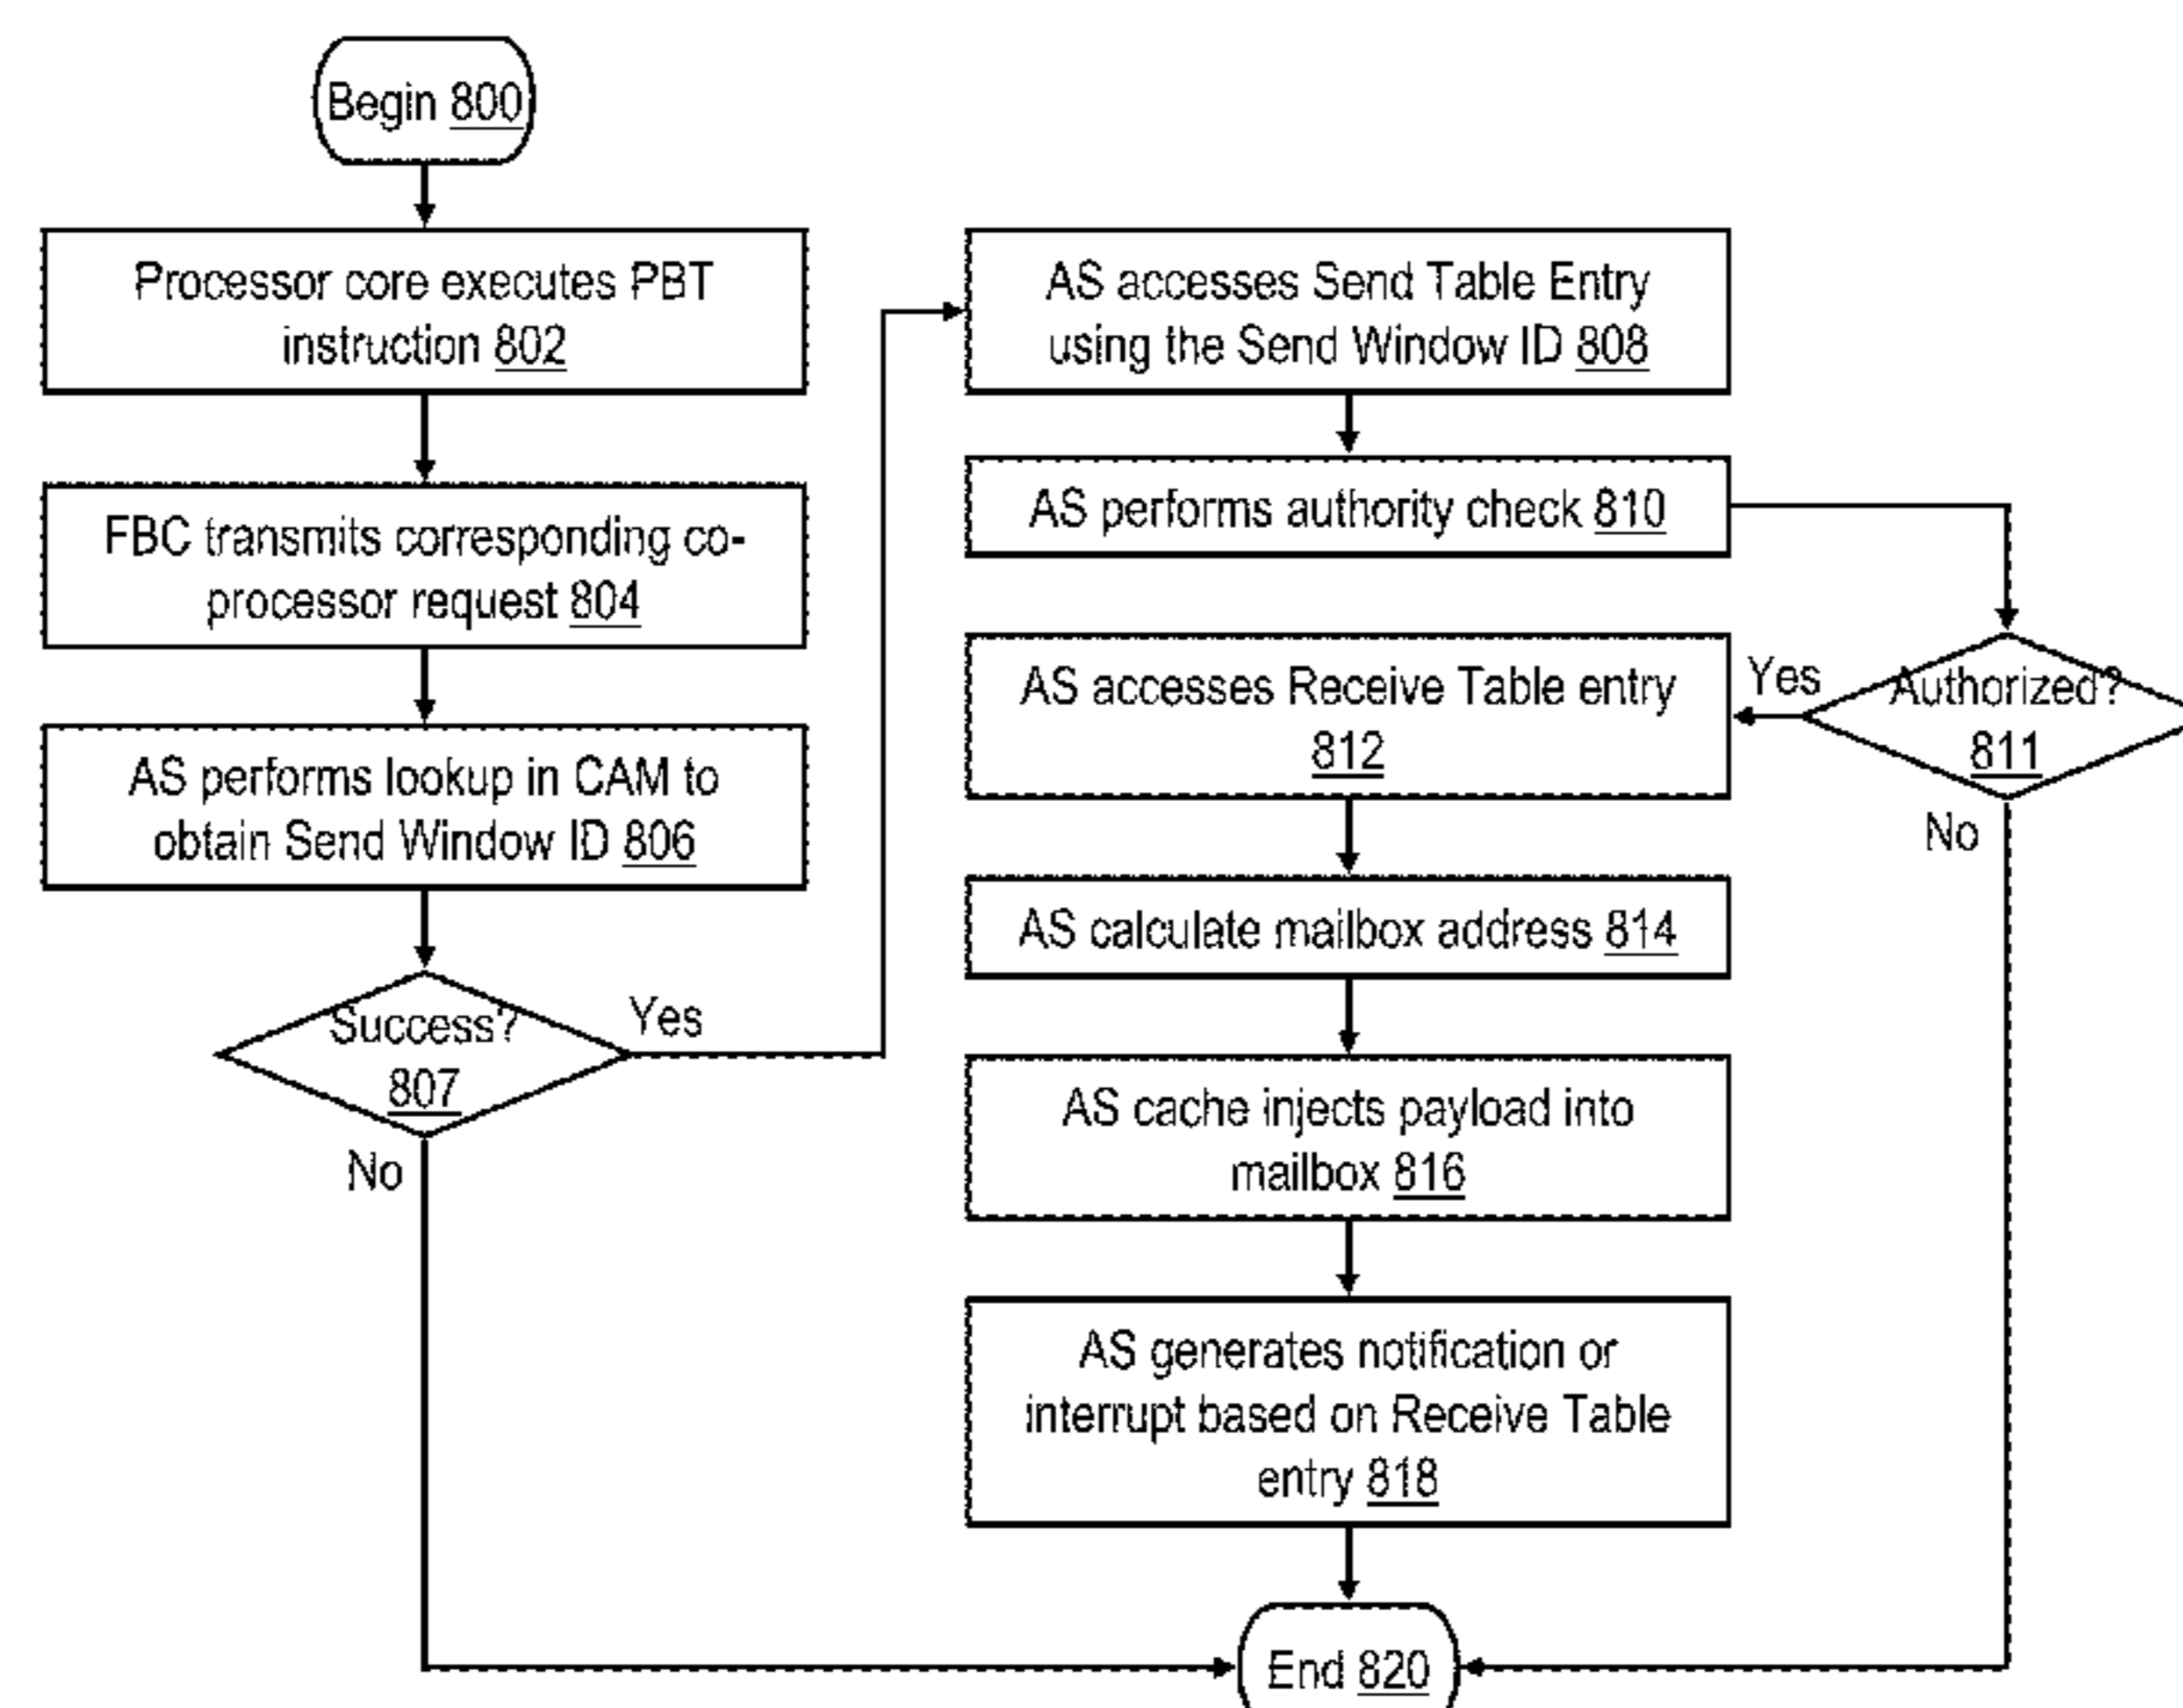 Begin 800
Processor core executes PBT
instruction 802
FBC transmits corresponding co-
processor request 804
AS performs lookup in CAM to
obtain Send Window ID 806
Success?
807
Yes
No
AS accesses Send Table Entry
using the Send Window ID 808
AS performs authority check 810
Authorized?
811
Yes
No
AS accesses Receive Table entry
812
AS calculate mailbox address 814
AS cache injects payload into
mailbox 816
AS generates notification or
interrupt based on Receive Table
entry 818
End 820